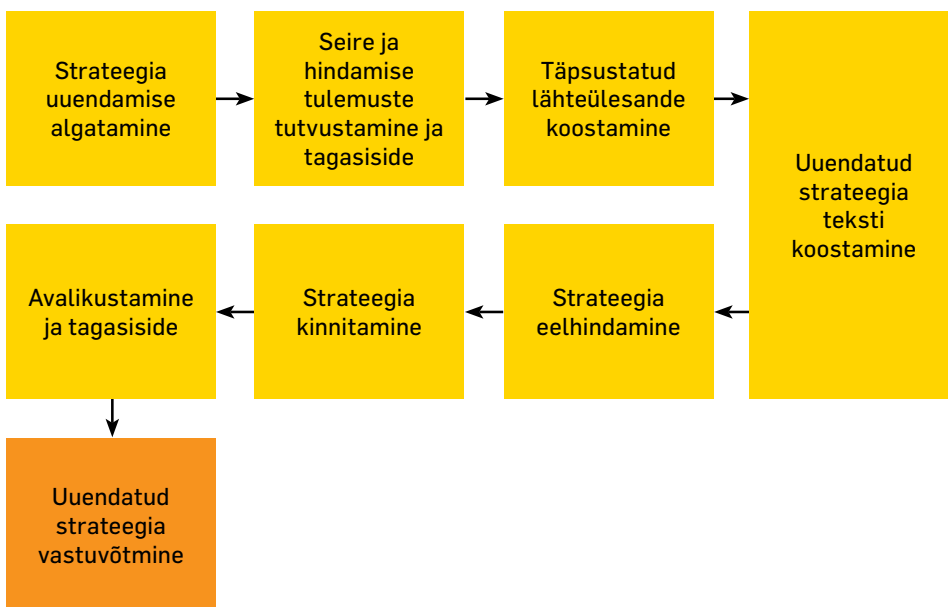 Strateegia
uuendamise
algatamine
Seire ja
hindamise
tulemuste
tutvustamine ja
tagasiside
Täpsustatud
lähteülesande
koostamine
Uuendatud
strateegia
teksti
koostamine
Strateegia
eelhindamine
Strateegia
kinnitamine
Avalikustamine
ja tagasiside
Uuendatud
strateegia
vastuvõtmine